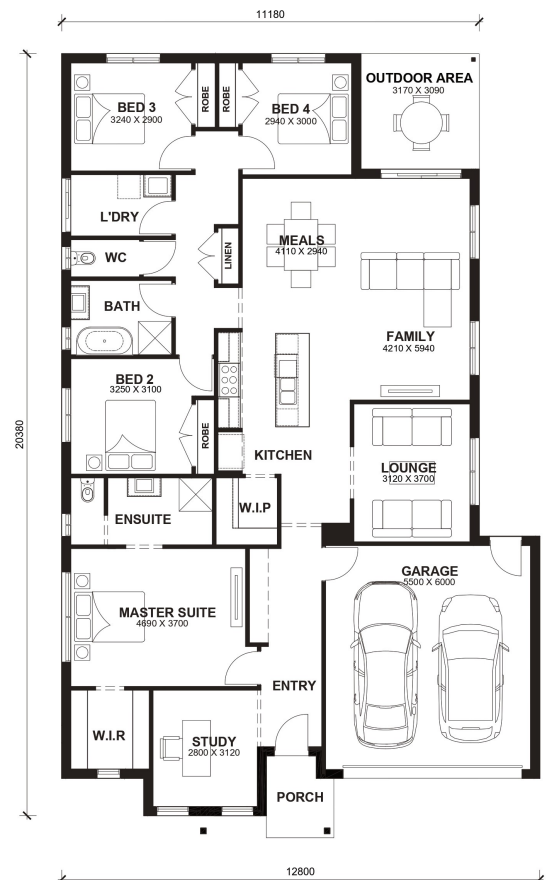 11180
OUTDOOR AREA
3170 X 3090
BED 3
3240 X 2900
ROBE
ROBE
BED 4
2940 X 3000
L'DRY
WC
LINEN
MEALS
4110 X 2940
BATH
FAMILY
4210 X 5940
BED 2
3250 X 3100
ROBE
20380
KITCHEN
LOUNGE
3120 X 3700
W.I.P
ENSUITE
GARAGE
5500 X 6000
MASTER SUITE
4690 X 3700
ENTRY
W.I.R
STUDY
2800 X 3120
PORCH
12800